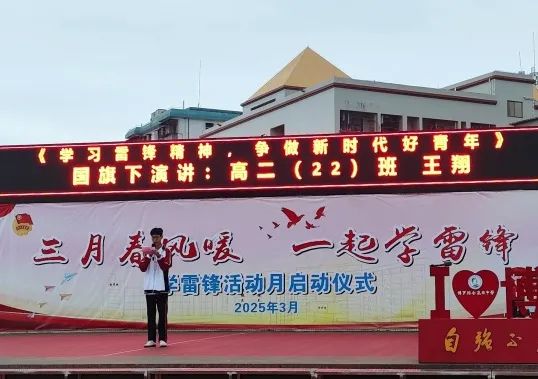 《学习雷锋精神，争做新时代好青年》
国旗下演讲：高二（22）班 王翔
三月春风暖 一起学雷锋
学雷锋活动月启动仪式
2025年3月
I
自强不